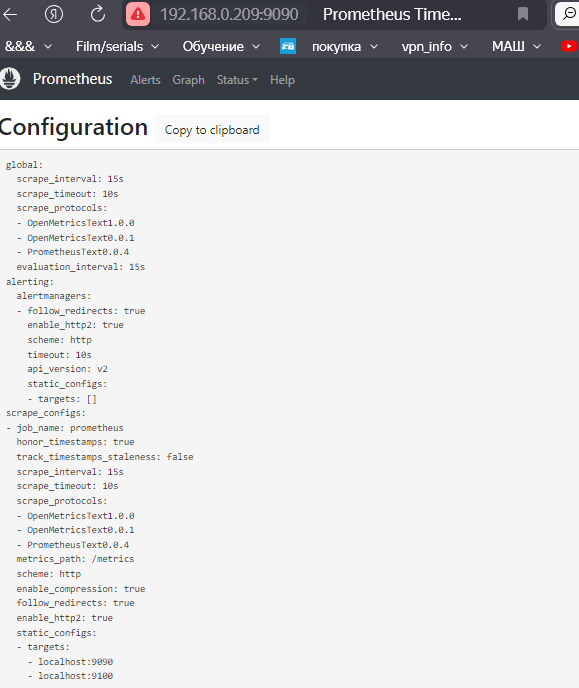 192.168.0.209:9090 Prometheus Time...
&&& Film/serials Обучение покупка vpn_info МАШ
Prometheus Alerts Graph Status Help
Configuration Copy to clipboard
global:
  scrape_interval: 15s
  scrape_timeout: 10s
  scrape_protocols:
  - OpenMetricsText1.0.0
  - OpenMetricsText0.0.1
  - PrometheusText0.0.4
  evaluation_interval: 15s
alerting:
  alertmanagers:
  - follow_redirects: true
    enable_http2: true
    scheme: http
    timeout: 10s
    api_version: v2
    static_configs:
    - targets: []
scrape_configs:
- job_name: prometheus
  honor_timestamps: true
  track_timestamps_staleness: false
  scrape_interval: 15s
  scrape_timeout: 10s
  scrape_protocols:
  - OpenMetricsText1.0.0
  - OpenMetricsText0.0.1
  - PrometheusText0.0.4
  metrics_path: /metrics
  scheme: http
  enable_compression: true
  follow_redirects: true
  enable_http2: true
  static_configs:
  - targets:
    - localhost:9090
    - localhost:9100